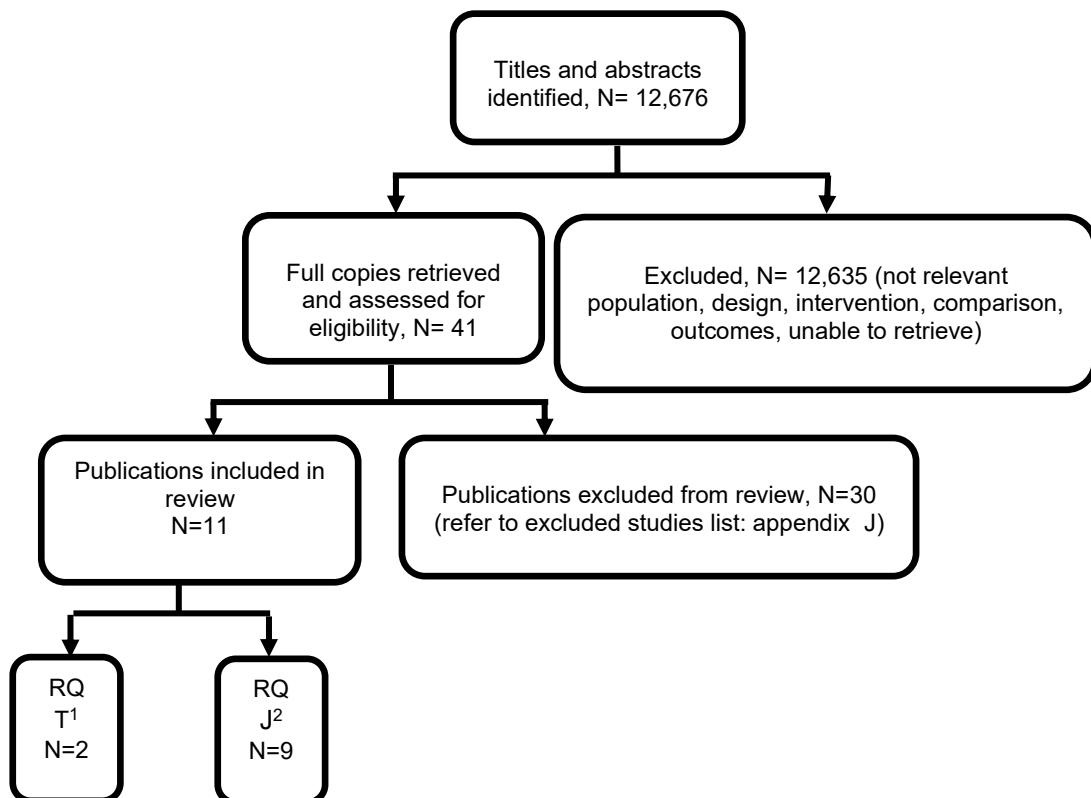 Titles and abstracts
identified, N= 12,676
Full copies retrieved
and assessed for
eligibility, N= 41
Excluded, N= 12,635 (not relevant
population, design, intervention, comparison,
outcomes, unable to retrieve)
Publications included in
review
N=11
Publications excluded from review, N=30
(refer to excluded studies list: appendix J)
RQ
T¹
N=2
RQ
J²
N=9